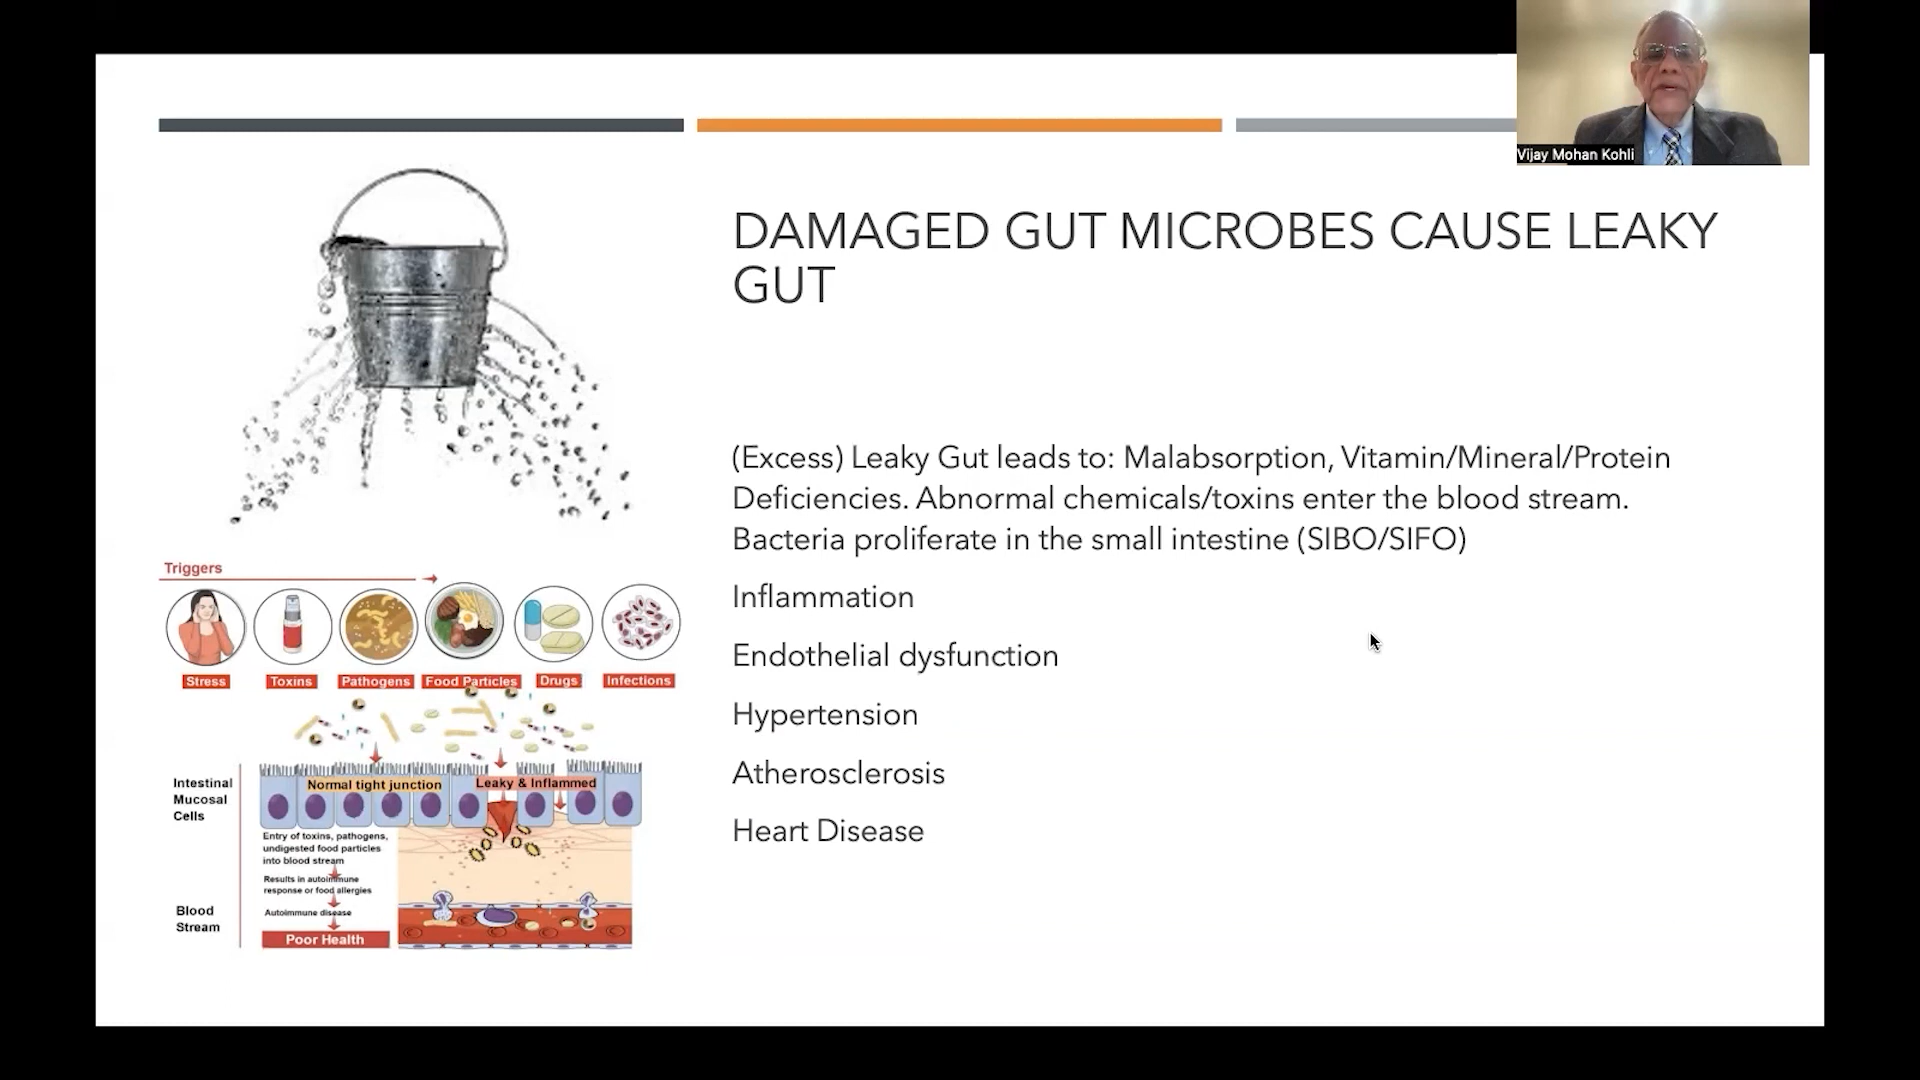 Vijay Mohan Kohli
DAMAGED GUT MICROBES CAUSE LEAKY
GUT
(Excess) Leaky Gut leads to: Malabsorption, Vitamin/Mineral/Protein
Deficiencies. Abnormal chemicals/toxins enter the blood stream.
Bacteria proliferate in the small intestine (SIBO/SIFO)
Inflammation
Endothelial dysfunction
Hypertension
Atherosclerosis
Heart Disease
Triggers
Stress
Toxins
Pathogens
Food Particles
Drugs
Infections
Intestinal
Mucosal
Cells
Normal tight junction
Leaky & Inflammed
Entry of toxins, pathogens,
undigested food particles
into blood stream
Results in autoimmune
response or food allergies
Autoimmune disease
Poor Health
Blood
Stream